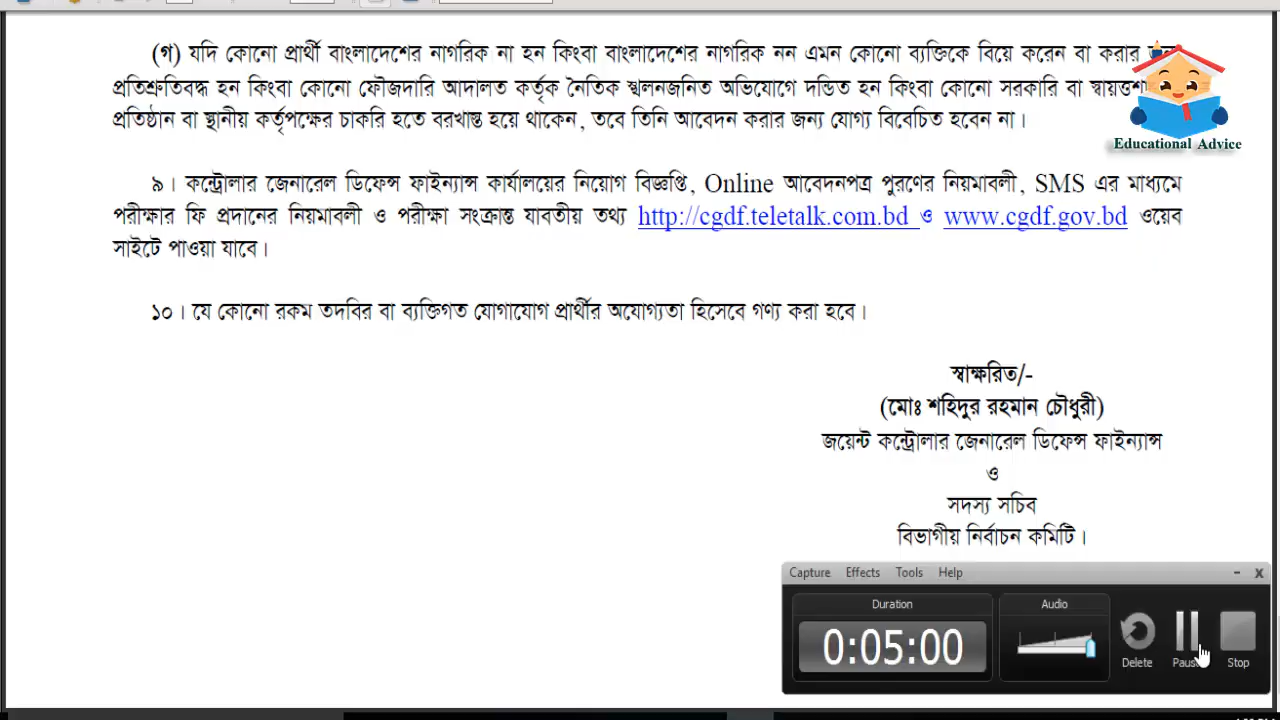 (গ) যদি কোনো প্রার্থী বাংলাদেশের নাগরিক না হন কিংবা বাংলাদেশের নাগরিক নন এমন কোনো ব্যক্তিকে বিয়ে করেন বা করার
প্রতিশ্রুতিবদ্ধ হন কিংবা কোনো ফৌজদারি আদালত কর্তৃক নৈতিক স্খলনজনিত অভিযোগে দন্ডিত হন কিংবা কোনো সরকারি বা
প্রতিষ্ঠান বা স্থানীয় কর্তৃপক্ষের চাকরি হতে বরখাস্ত হয়ে থাকেন, তবে তিনি আবেদন করার জন্য যোগ্য বিবেচিত হবেন না।
Educational Advice
৯। কন্ট্রোলার জেনারেল ডিফেন্স ফাইন্যান্স কার্যালয়ের নিয়োগ বিজ্ঞপ্তি, Online আবেদনপত্র পুরণের নিয়মাবলী, SMS এর মাধ্যমে
পরীক্ষার ফি প্রদানের নিয়মাবলী ও পরীক্ষা সংক্রান্ত যাবতীয় তথ্য http://cgdf.teletalk.com.bd ও www.cgdf.gov.bd ওয়েব
সাইটে পাওয়া যাবে।
১০। যে কোনো রকম তদবির বা ব্যক্তিগত যোগাযোগ প্রার্থীর অযোগ্যতা হিসেবে গণ্য করা হবে।
স্বাক্ষরিত/-
(মোঃ শহিদুর রহমান চৌধুরী)
জয়েন্ট কন্ট্রোলার জেনারেল ডিফেন্স ফাইন্যান্স
ও
সদস্য সচিব
বিভাগীয় নির্বাচন কমিটি।
Capture Effects Tools Help
Duration Audio
0:05:00
Delete Pause Stop